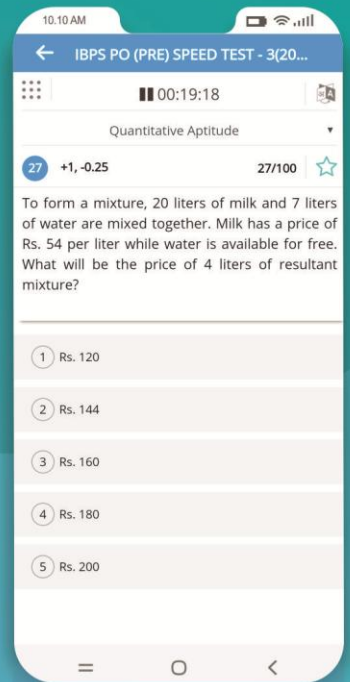 10.10 AM
IBPS PO (PRE) SPEED TEST - 3(20...
00:19:18
Quantitative Aptitude
27 +1, -0.25 27/100
To form a mixture, 20 liters of milk and 7 liters
of water are mixed together. Milk has a price of
Rs. 54 per liter while water is available for free.
What will be the price of 4 liters of resultant
mixture?
1 Rs. 120
2 Rs. 144
3 Rs. 160
4 Rs. 180
5 Rs. 200